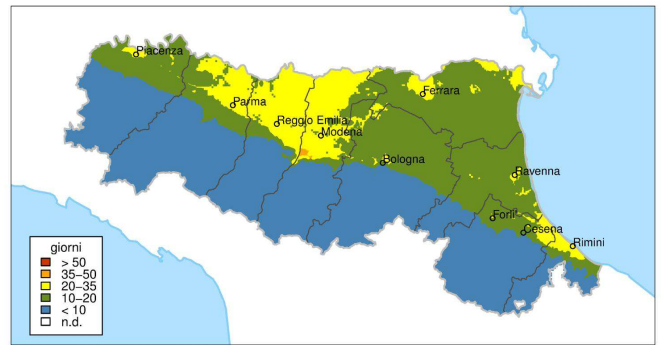 Piacenza
Parma
Reggio Emilia
Modena
Ferrara
Bologna
Ravenna
Forlì
Cesena
Rimini
giorni
> 50
35–50
20–35
10–20
< 10
n.d.